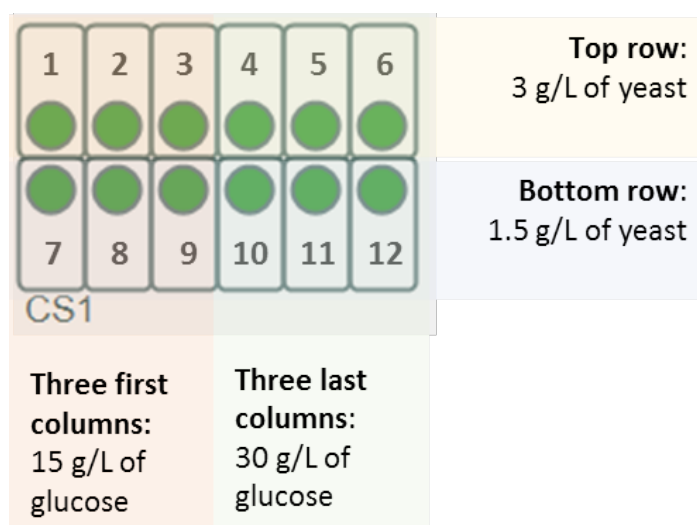 1 2 3 4 5 6
Top row:
3 g/L of yeast
7 8 9 10 11 12
Bottom row:
1.5 g/L of yeast
CS1
Three first
columns:
15 g/L of
glucose
Three last
columns:
30 g/L of
glucose